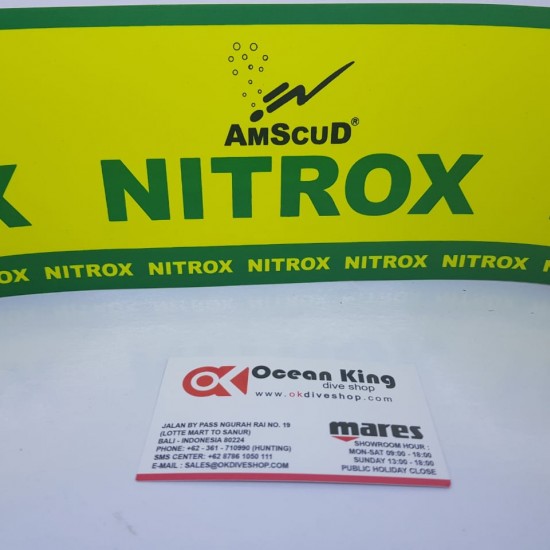 AMSCUD®
X NITROX
ROX NITROX NITROX NITROX NITROX NITROX NI
OK Ocean King
dive shop
www.okdiveshop.com
JALAN BY PASS NGURAH RAI NO. 19
(LOTTE MART TO SANUR)
BALI - INDONESIA 80224
PHONE: +62 - 361 - 710990 (HUNTING)
SMS CENTER: +62 8786 1050 111
E-MAIL : SALES@OKDIVESHOP.COM
mares
SHOWROOM HOUR :
MON-SAT 09:00 - 18:00
SUNDAY 13:00 - 18:00
PUBLIC HOLIDAY CLOSE